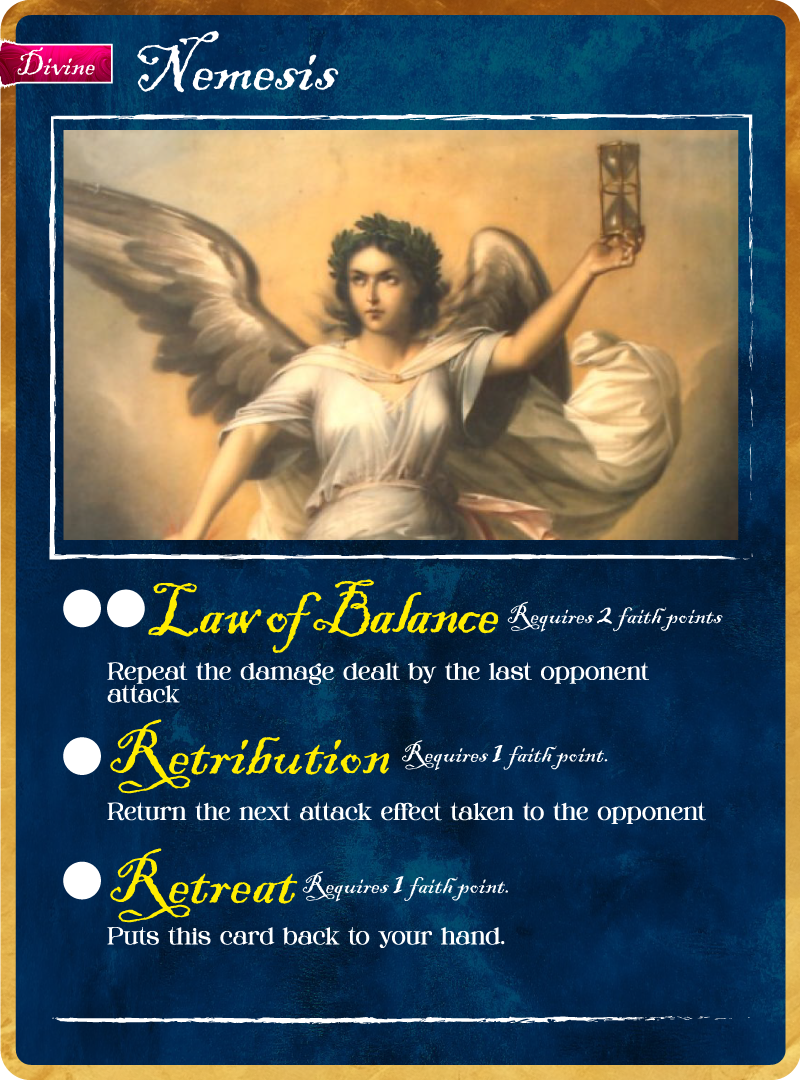 Divine
Nemesis
Law of Balance Requires 2 faith points
Repeat the damage dealt by the last opponent
attack
Retribution Requires 1 faith point.
Return the next attack effect taken to the opponent
Retreat Requires 1 faith point.
Puts this card back to your hand.